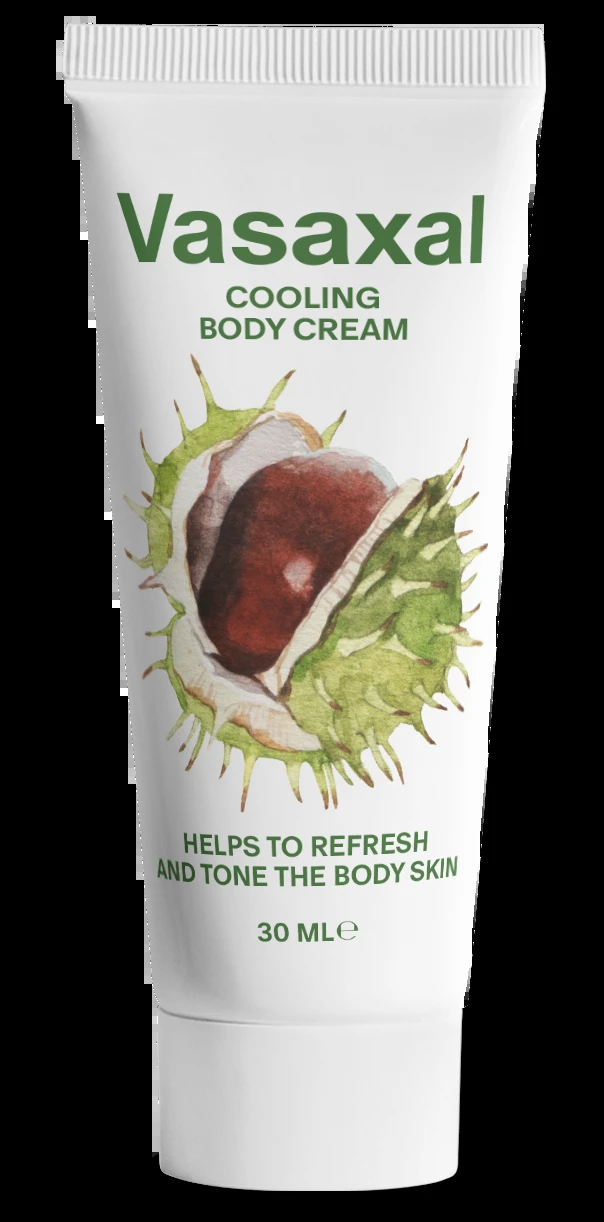 Vasaxal
COOLING
BODY CREAM
HELPS TO REFRESH
AND TONE THE BODY SKIN
30 ML℮